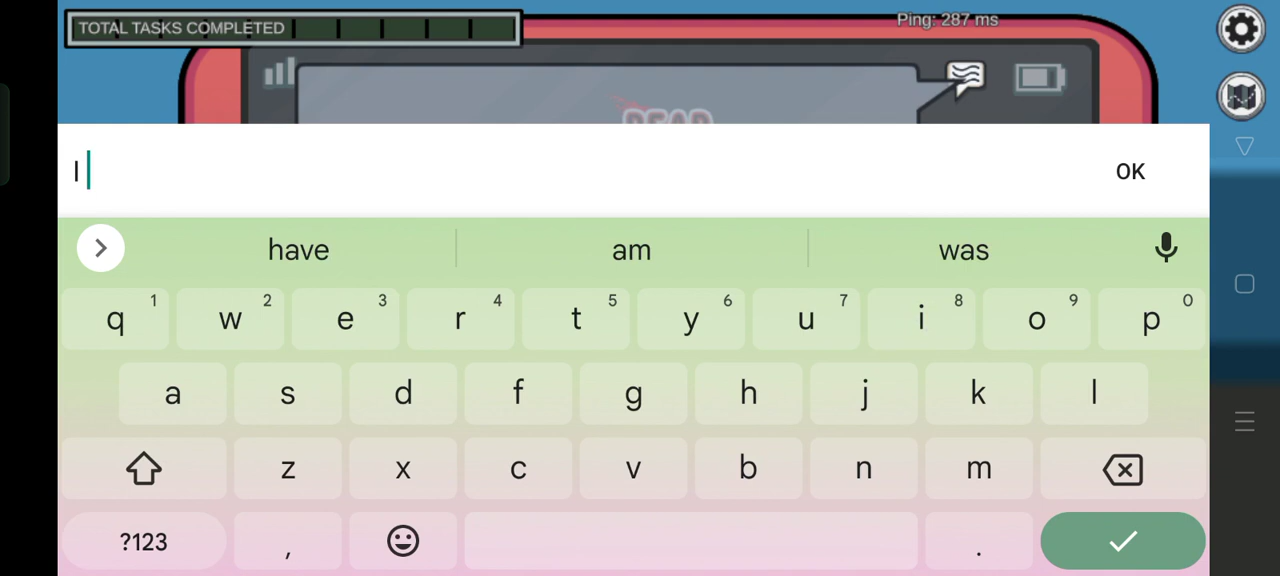 TOTAL TASKS COMPLETED
Ping: 287 ms
DEAD
I
OK
have am was
q 1 w 2 e 3 r 4 t 5 y 6 u 7 i 8 o 9 p 0
a s d f g h j k l
z x c v b n m
?123 , .